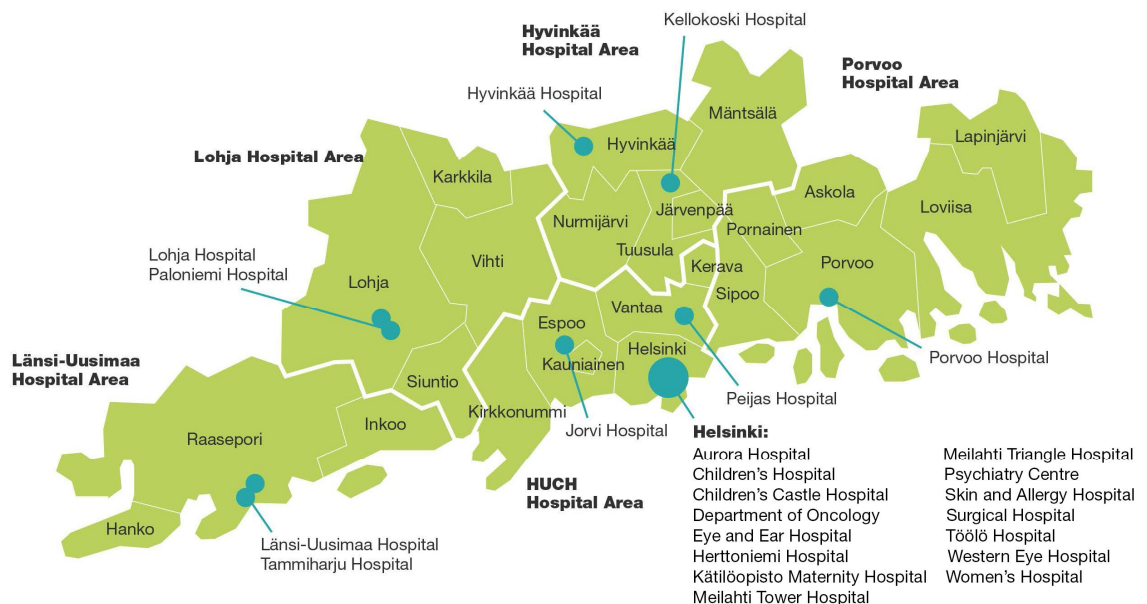 Kellokoski Hospital
Hyvinkää
Hospital Area
Porvoo
Hospital Area
Hyvinkää Hospital
Mäntsälä
Lapinjärvi
Hyvinkää
Lohja Hospital Area
Karkkila
Askola
Järvenpää
Loviisa
Nurmijärvi
Pornainen
Tuusula
Lohja Hospital
Paloniemi Hospital
Vihti
Kerava
Porvoo
Lohja
Sipoo
Vantaa
Espoo
Helsinki
Länsi-Uusimaa
Hospital Area
Kauniainen
Porvoo Hospital
Siuntio
Peijas Hospital
Kirkkonummi
Inkoo
Jorvi Hospital
Raasepori
HUCH
Hospital Area
Hanko
Länsi-Uusimaa Hospital
Tammiharju Hospital
Helsinki:
Aurora Hospital
Children's Hospital
Children's Castle Hospital
Department of Oncology
Eye and Ear Hospital
Herttoniemi Hospital
Kätilöopisto Maternity Hospital
Meilahti Tower Hospital
Meilahti Triangle Hospital
Psychiatry Centre
Skin and Allergy Hospital
Surgical Hospital
Töölö Hospital
Western Eye Hospital
Women's Hospital